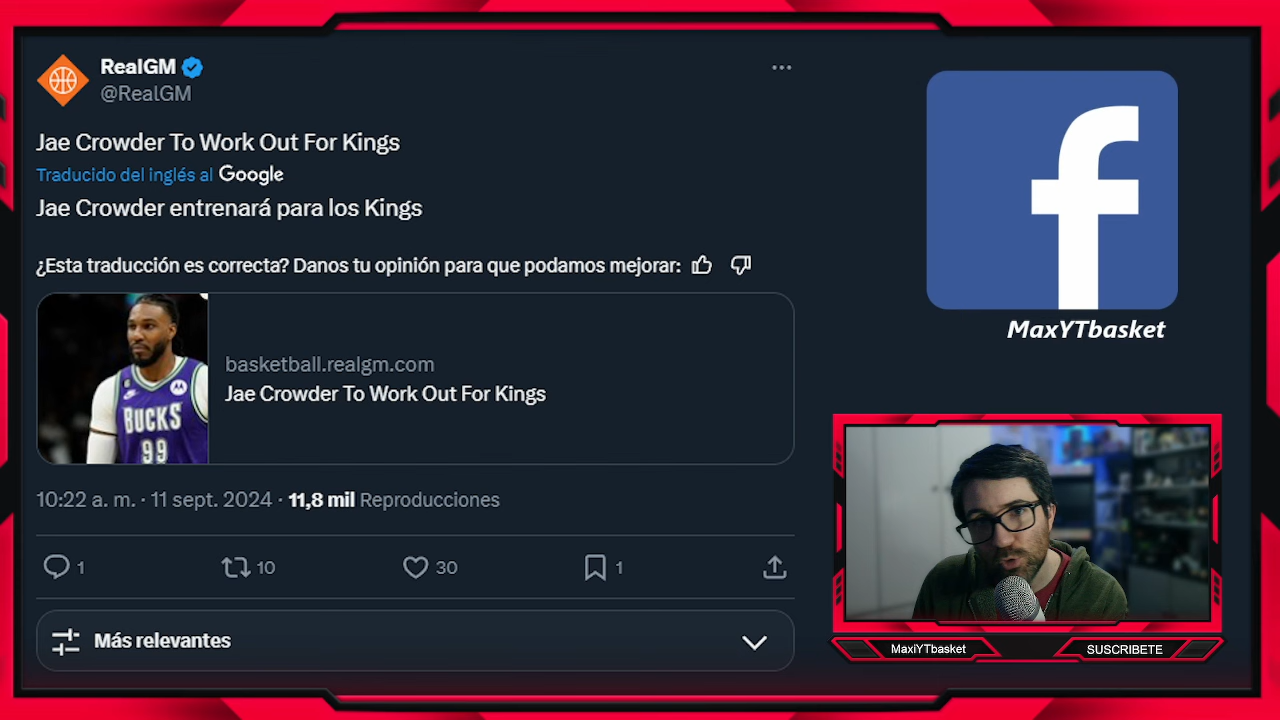 RealGM
@RealGM
Jae Crowder To Work Out For Kings
Traducido del inglés al Google
Jae Crowder entrenará para los Kings
¿Esta traducción es correcta? Danos tu opinión para que podamos mejorar:
BUCKS
99
basketball.realgm.com
Jae Crowder To Work Out For Kings
10:22 a. m. · 11 sept. 2024 · 11,8 mil Reproducciones
1
10
30
1
Más relevantes
f
MaxYTbasket
MaxiYTbasket
SUSCRIBETE